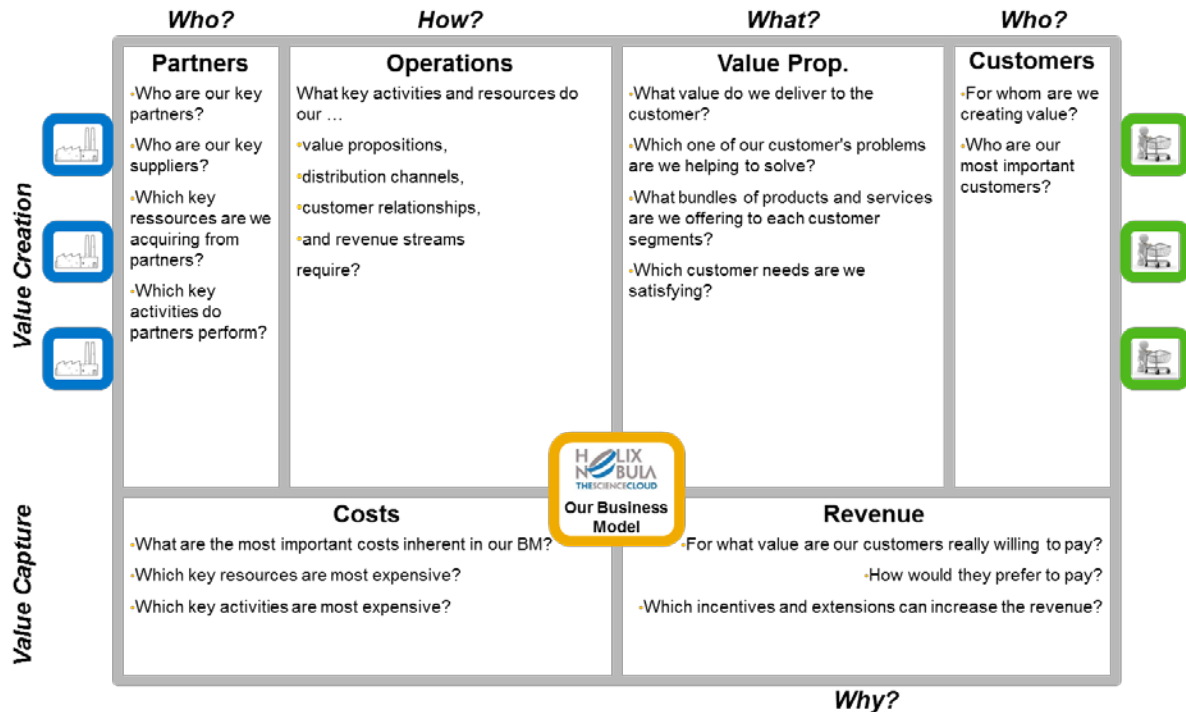 Who?
How?
What?
Who?
Value Creation
Partners
•Who are our key
partners?
•Who are our key
suppliers?
•Which key
ressources are we
acquiring from
partners?
•Which key
activities do
partners perform?
Operations
What key activities and resources do
our …
•value propositions,
•distribution channels,
•customer relationships,
•and revenue streams
require?
Value Prop.
•What value do we deliver to the
customer?
•Which one of our customer's problems
are we helping to solve?
•What bundles of products and services
are we offering to each customer
segments?
•Which customer needs are we
satisfying?
Customers
•For whom are we
creating value?
•Who are our
most important
customers?
HELIX
NEBULA
THESCIENCECLOUD
Our Business
Model
Value Capture
Costs
•What are the most important costs inherent in our BM?
•Which key resources are most expensive?
•Which key activities are most expensive?
Revenue
•For what value are our customers really willing to pay?
•How would they prefer to pay?
•Which incentives and extensions can increase the revenue?
Why?